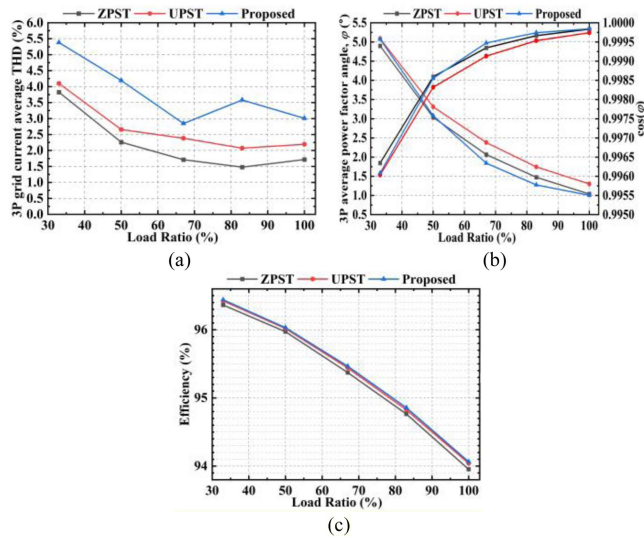 ZPST UPST Proposed
3P grid current average THD (%)
6.0
5.5
5.0
4.5
4.0
3.5
3.0
2.5
2.0
1.5
1.0
0.5
0.0
30 40 50 60 70 80 90 100
Load Ratio (%)
(a)
ZPST UPST Proposed
3P average power factor angle, φ (°)
5.5
5.0
4.5
4.0
3.5
3.0
2.5
2.0
1.5
1.0
0.5
0.0
1.0000
0.9995
0.9990
0.9985
0.9980
0.9975
0.9970
0.9965
0.9960
0.9955
0.9950
cos(φ)
30 40 50 60 70 80 90 100
Load Ratio (%)
(b)
ZPST UPST Proposed
Efficiency (%)
96
95
94
30 40 50 60 70 80 90 100
Load Ratio (%)
(c)